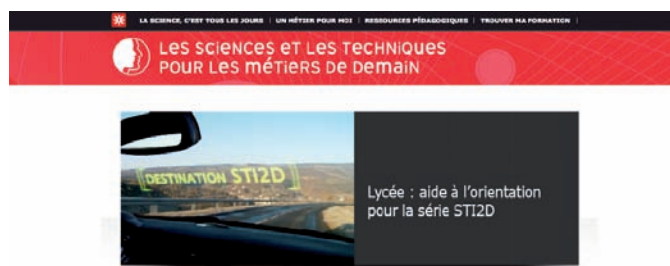 LA SCIENCE, C'EST TOUS LES JOURS | UN MÉTIER POUR MOI | RESSOURCES PÉDAGOGIQUES | TROUVER MA FORMATION |
Les sciences et les techniques
pour les métiers de demain
[DESTINATION STI2D]
Lycée : aide à l'orientation
pour la série STI2D